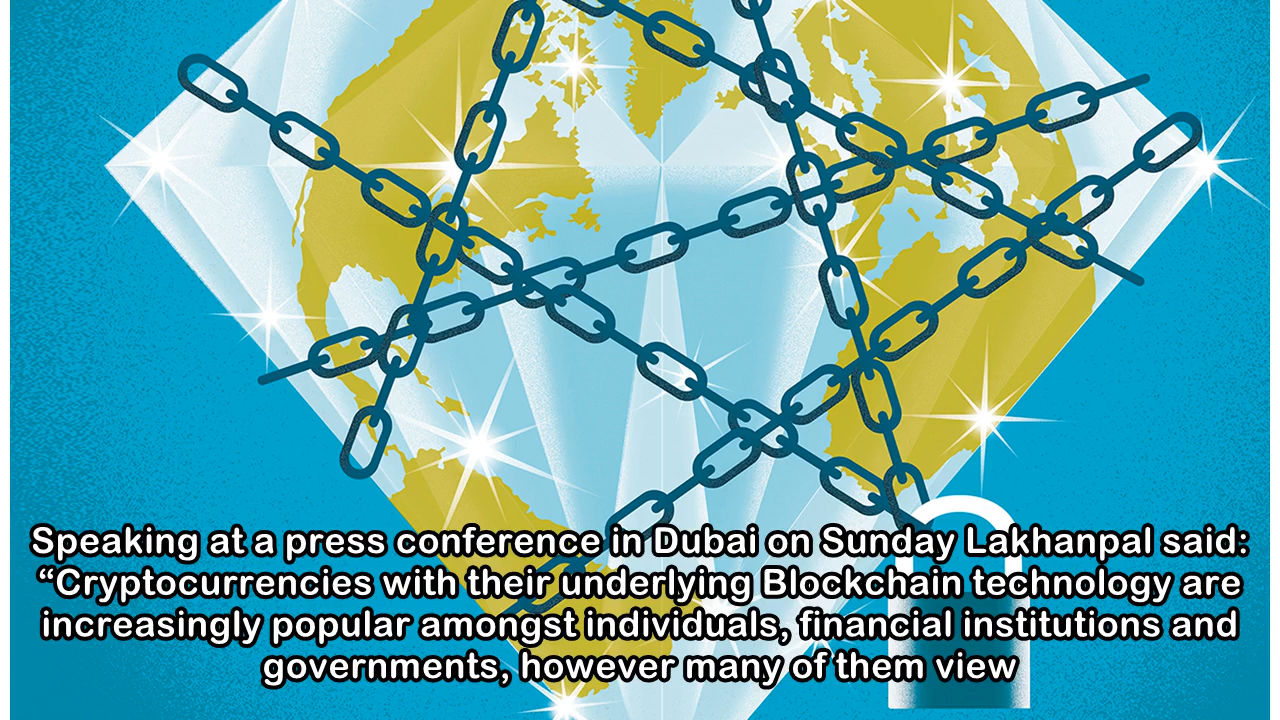 Speaking at a press conference in Dubai on Sunday Lakhanpal said:
“Cryptocurrencies with their underlying Blockchain technology are
increasingly popular amongst individuals, financial institutions and
governments, however many of them view